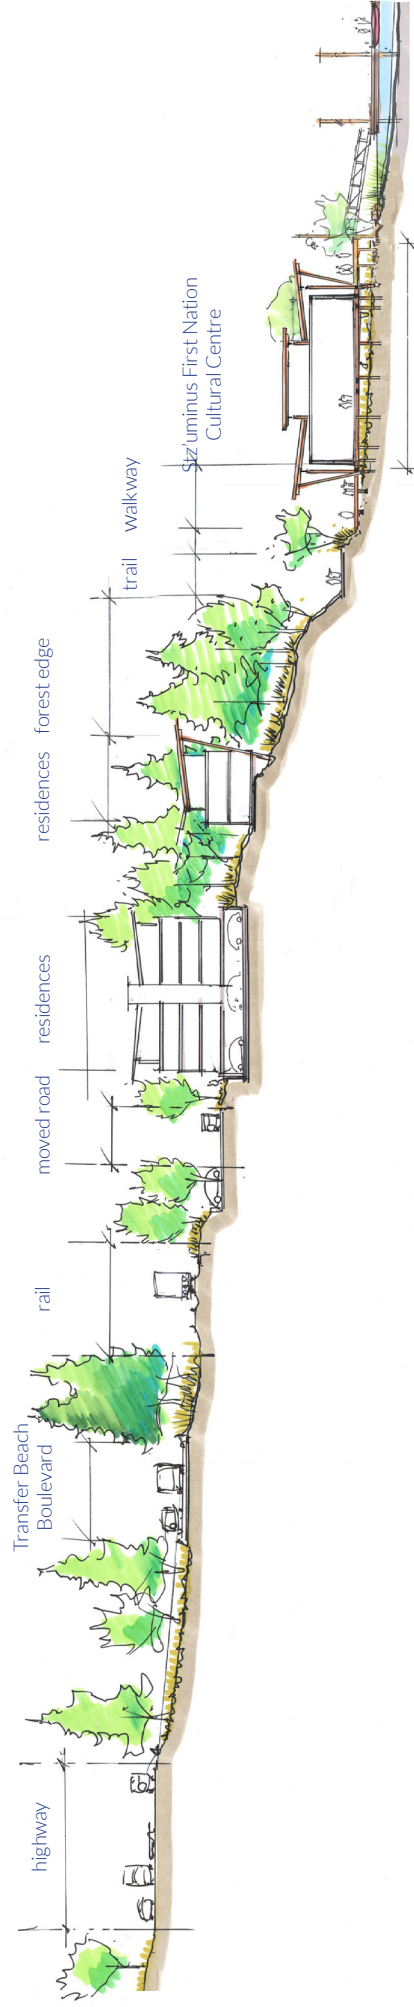 highway
Transfer Beach
Boulevard
rail
moved road
residences
residences
forest edge
trail
walkway
Stz'uminus First Nation
Cultural Centre